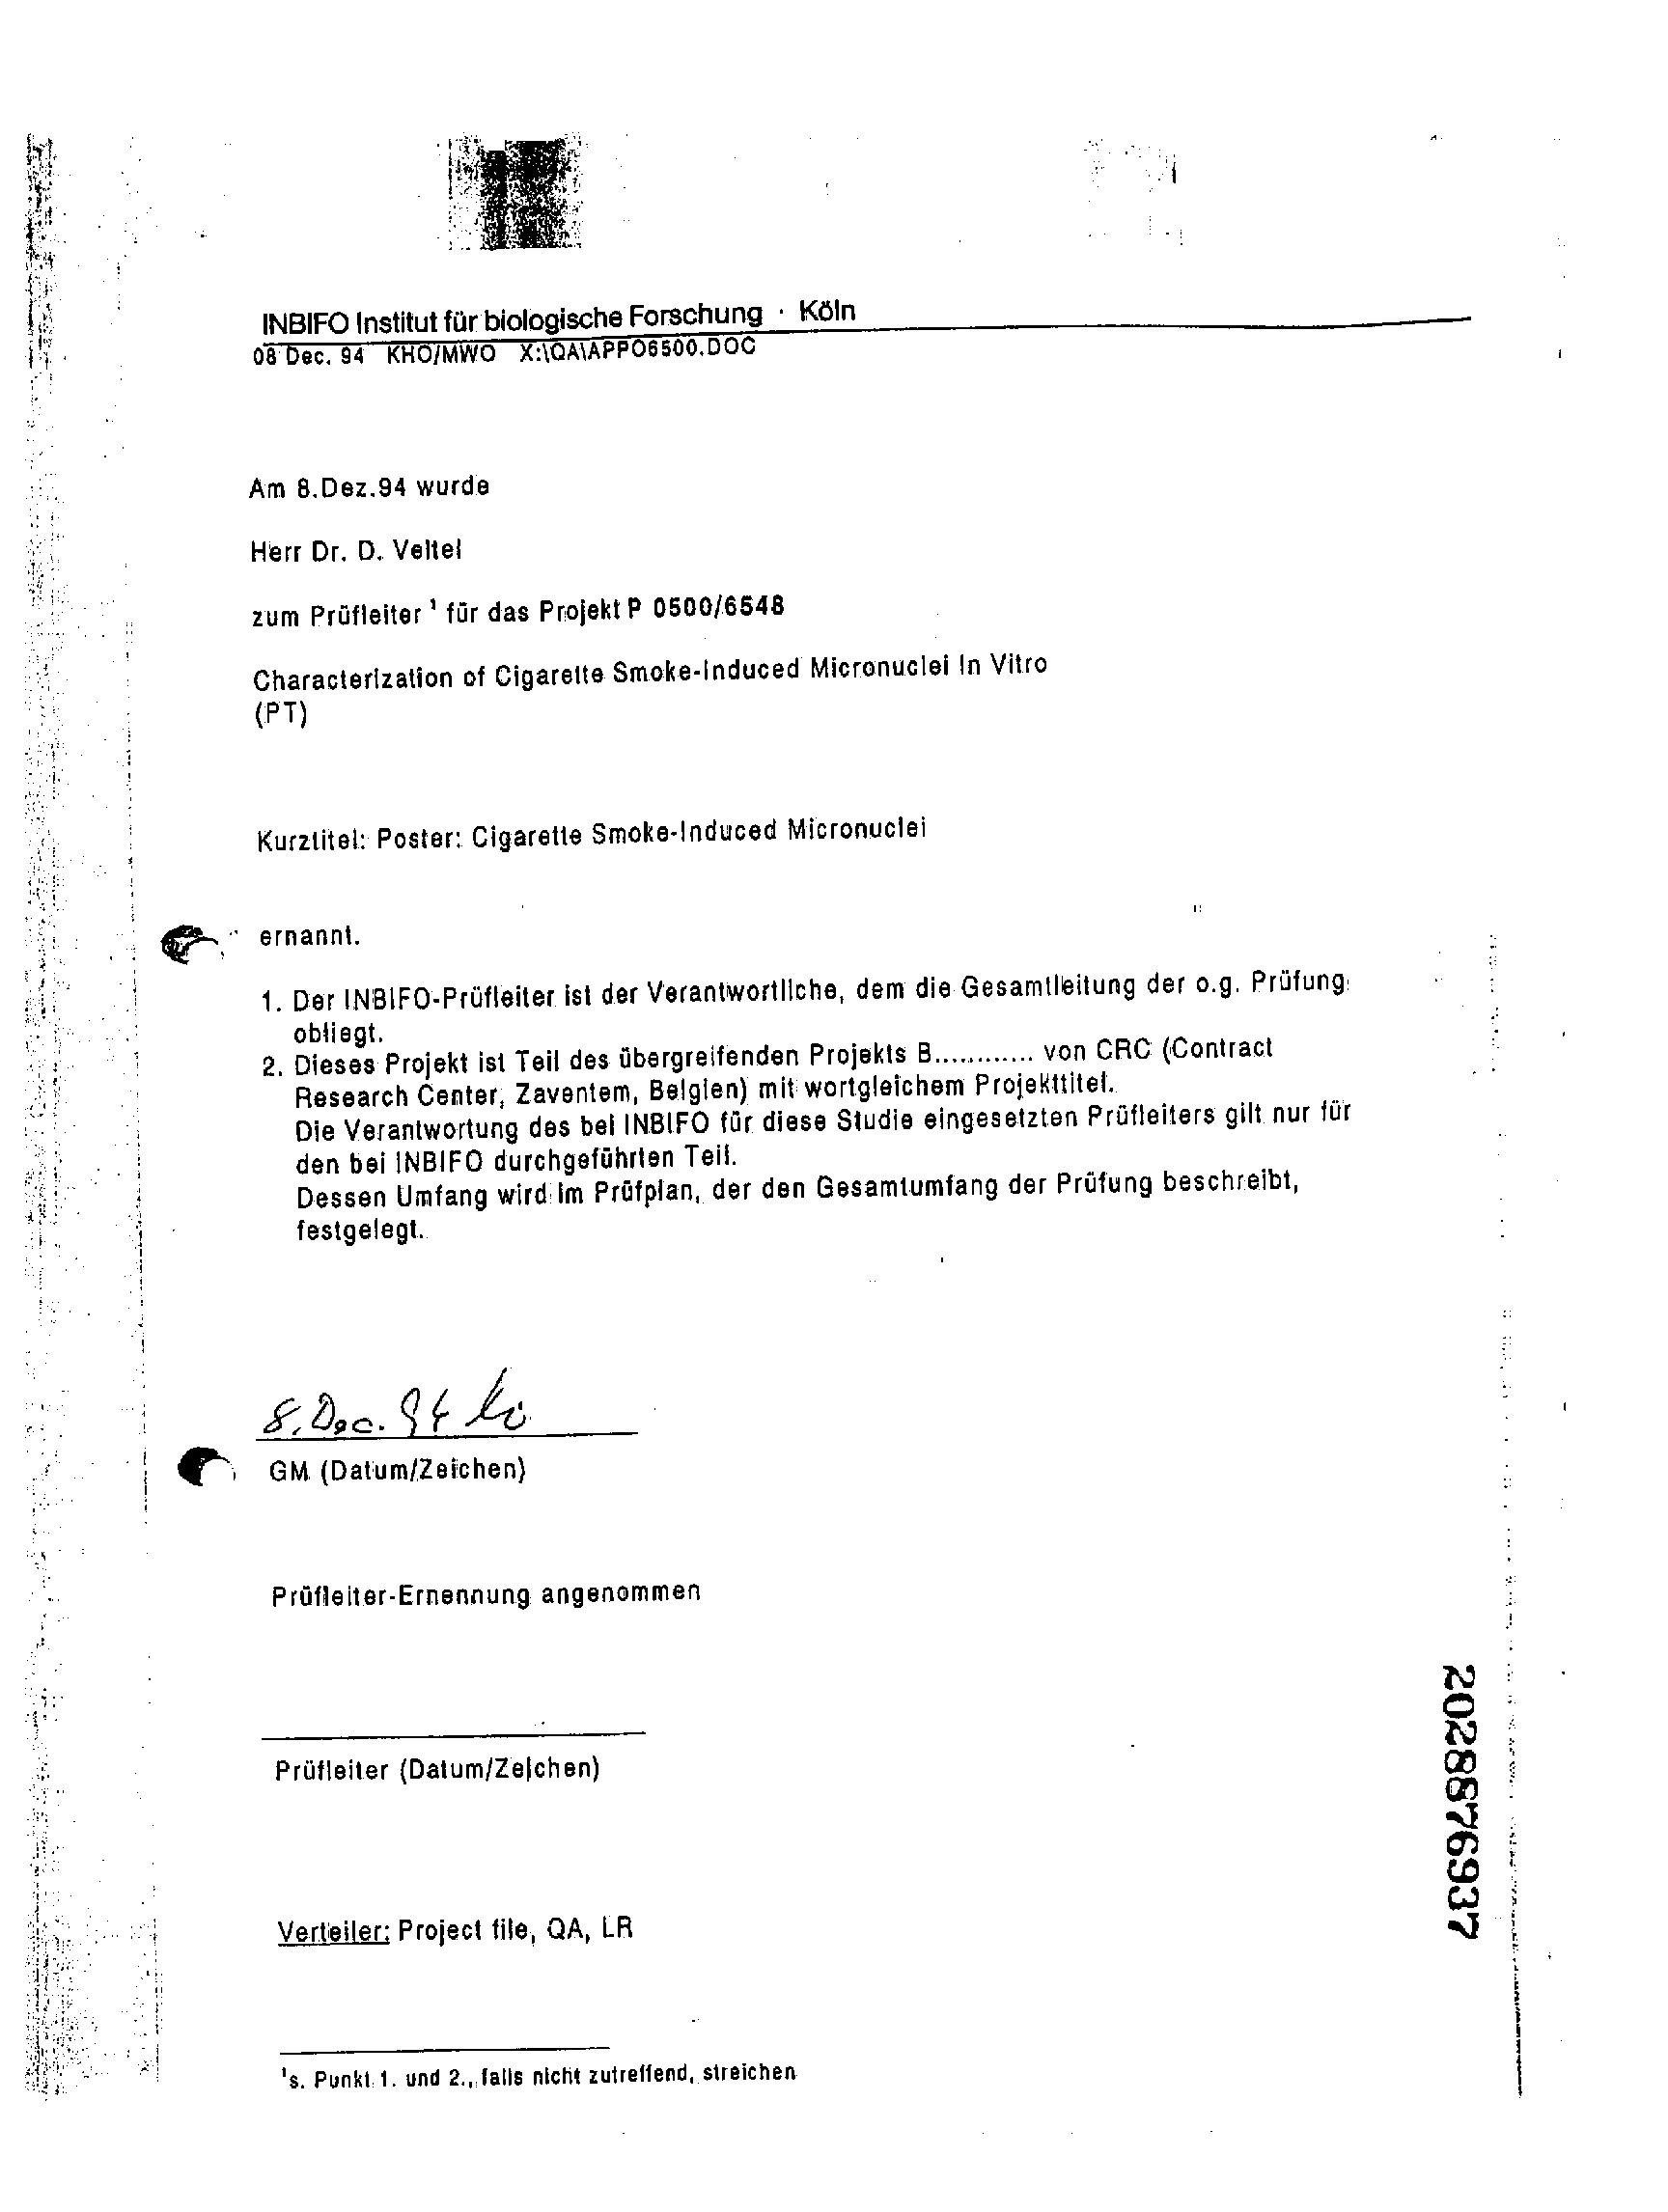 INBIFO Institut für biologische Forschung · Köln
08 Dec. 94 KHO/MWO X:\QA\APPO6500.DOC
Am 8.Dez.94 wurde
Herr Dr. D. Veltel
zum Prüfleiter ¹ für das Projekt P 0500/6548
Characterization of Cigarette Smoke-Induced Micronuclei In Vitro
(PT)
Kurztitel: Poster: Cigarette Smoke-Induced Micronuclei
ernannt.
1. Der INBIFO-Prüfleiter ist der Verantwortliche, dem die Gesamtleitung der o.g. Prüfung
obliegt.
2. Dieses Projekt ist Teil des übergreifenden Projekts B............ von CRC (Contract
Research Center, Zaventem, Belgien) mit wortgleichem Projekttitel.
Die Verantwortung des bei INBIFO für diese Studie eingesetzten Prüfleiters gilt nur für
den bei INBIFO durchgeführten Teil.
Dessen Umfang wird im Prüfplan, der den Gesamtumfang der Prüfung beschreibt,
festgelegt.
8. Dec. 94
GM (Datum/Zeichen)
Prüfleiter-Ernennung angenommen
Prüfleiter (Datum/Zeichen)
Verteiler: Project file, QA, LR
¹s. Punkt 1. und 2., falls nicht zutreffend, streichen
2028876937